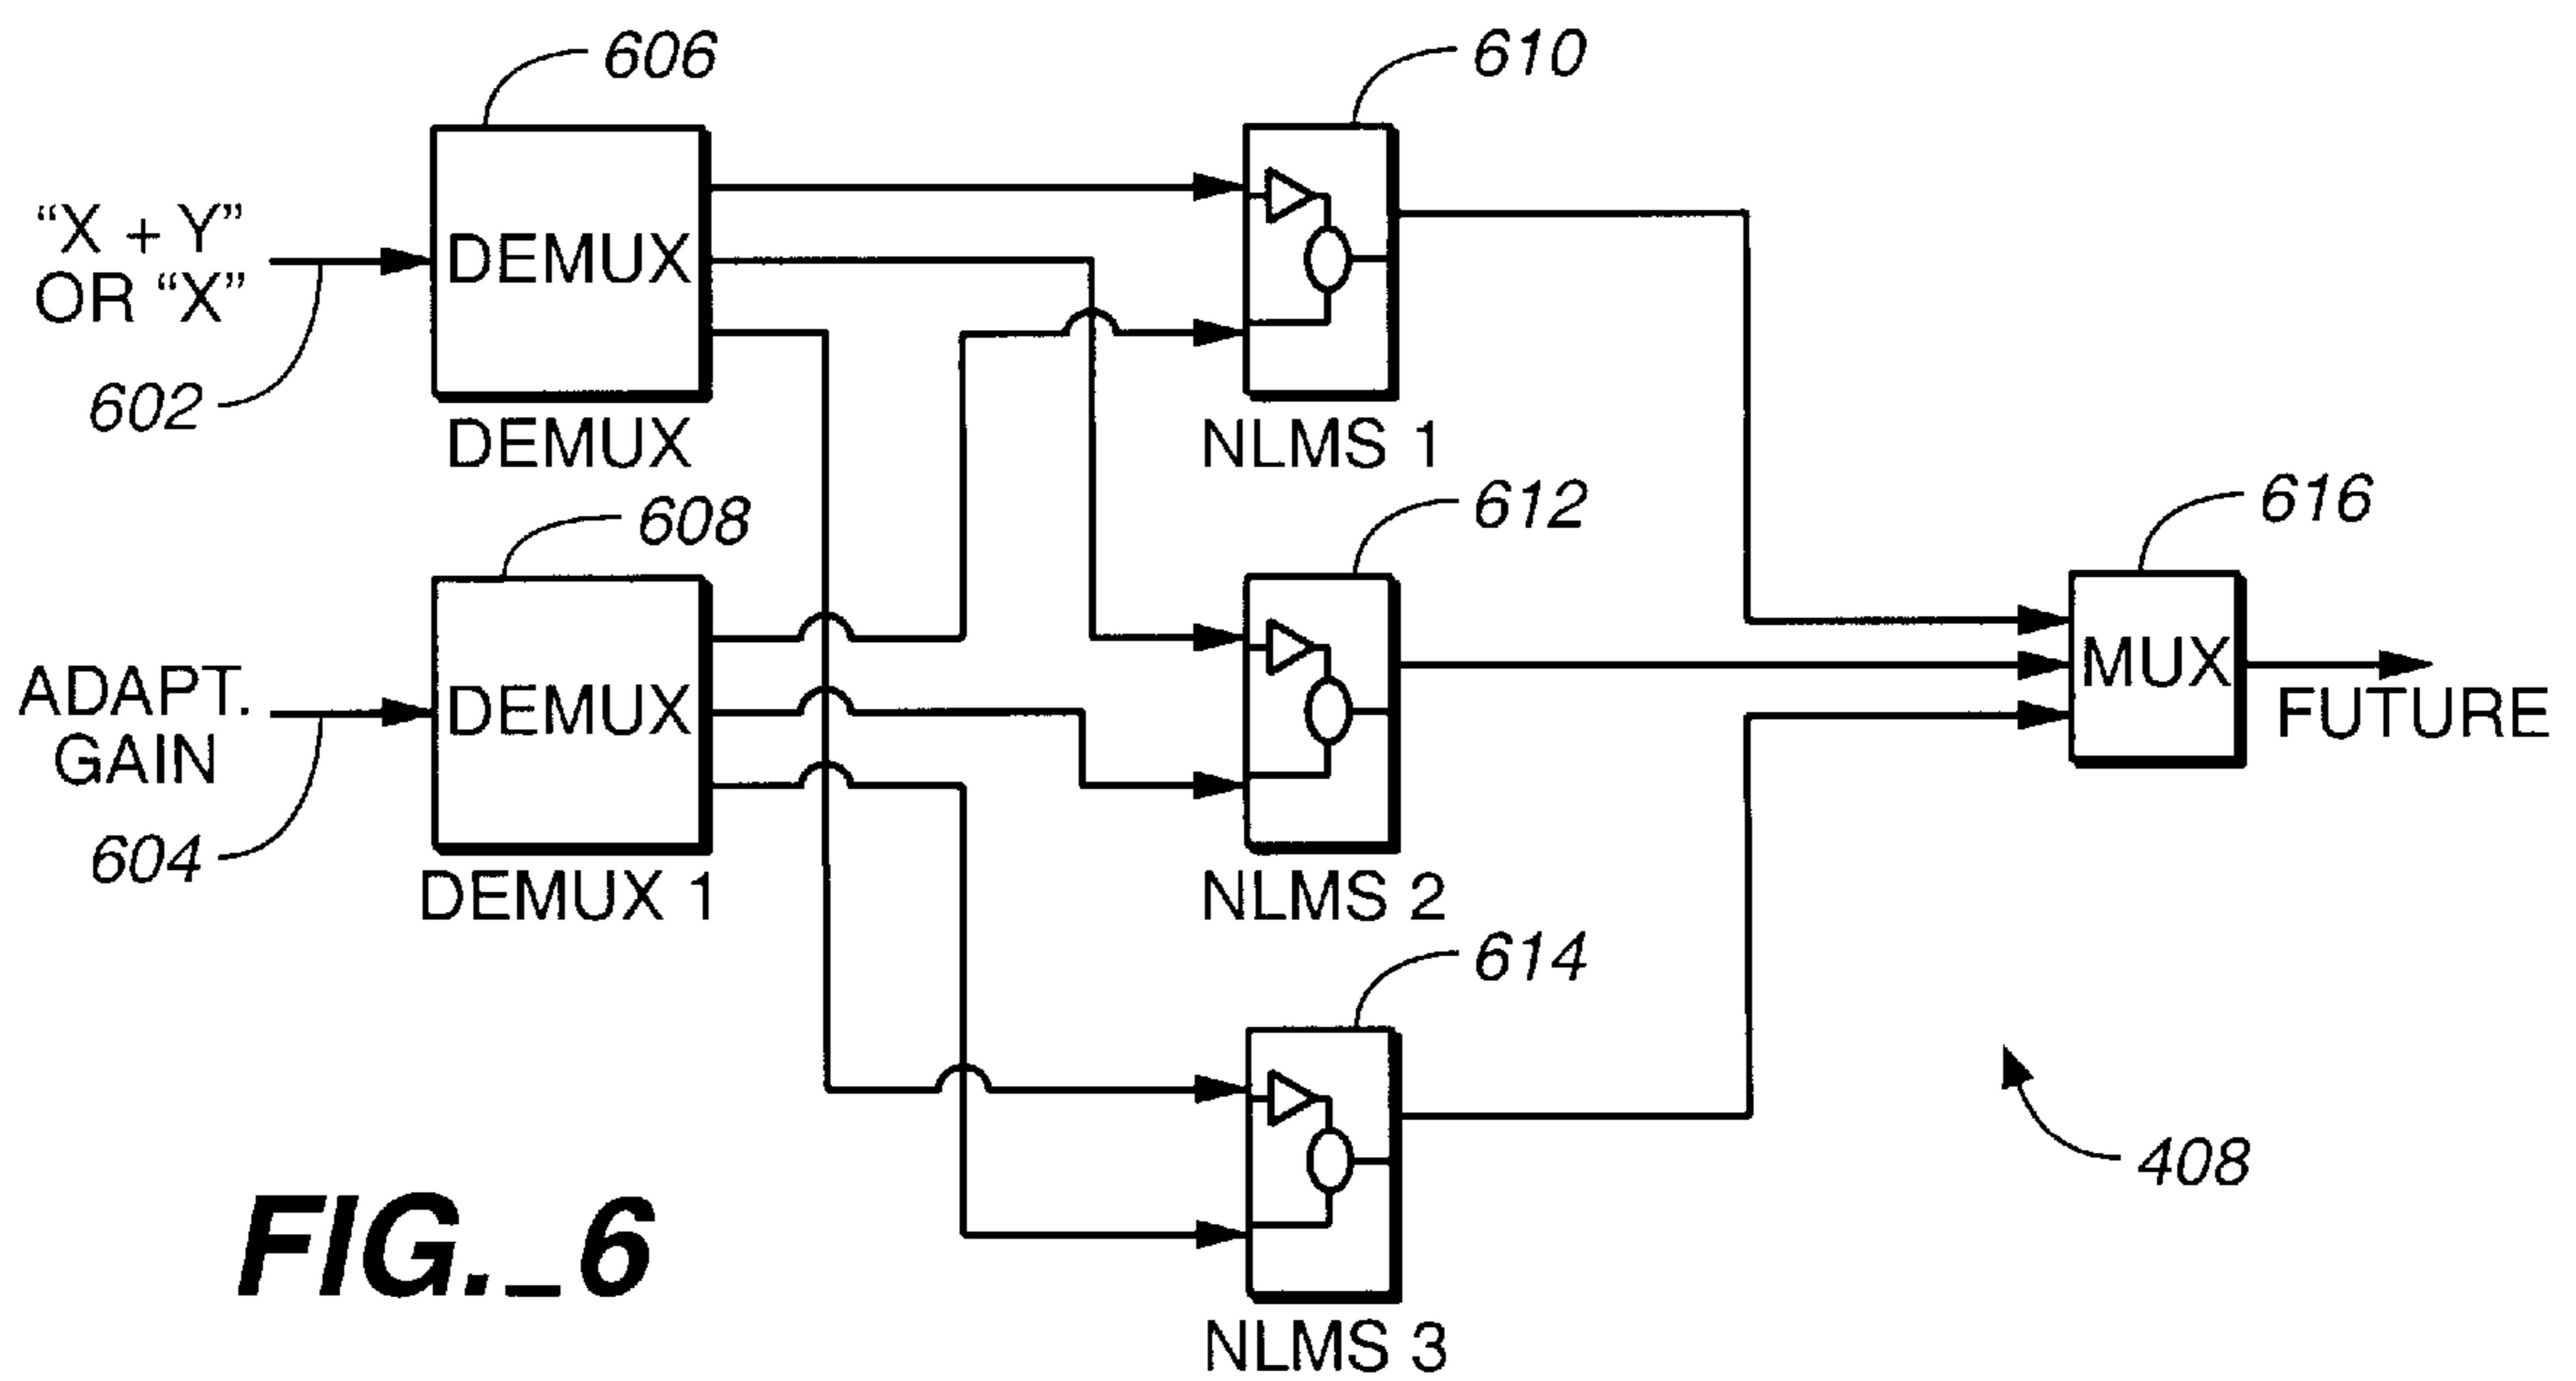 606
610
“X + Y”
OR “X”
DEMUX
602
DEMUX
NLMS 1
608
612
616
ADAPT.
GAIN
DEMUX
MUX
FUTURE
604
DEMUX 1
NLMS 2
614
408
FIG._6
NLMS 3